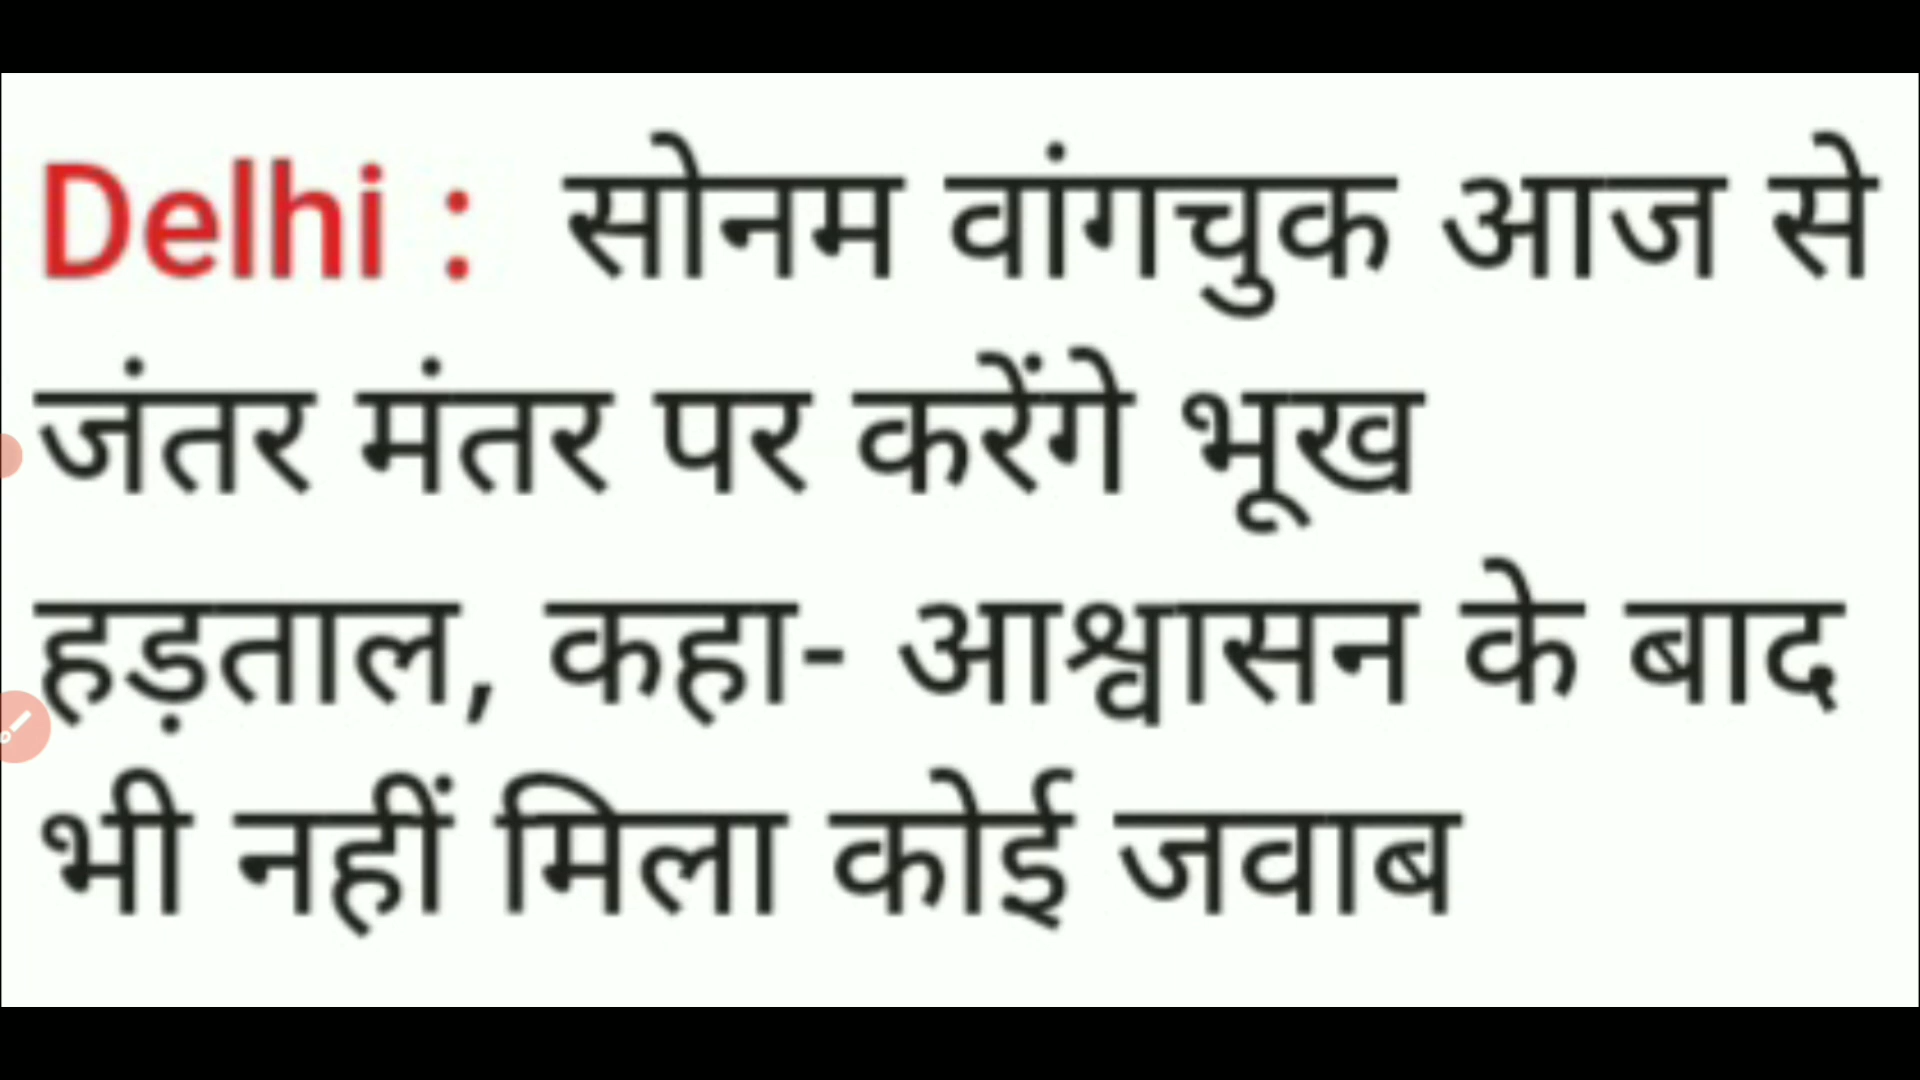 Delhi : सोनम वांगचुक आज से
जंतर मंतर पर करेंगे भूख
हड़ताल, कहा- आश्वासन के बाद
भी नहीं मिला कोई जवाब